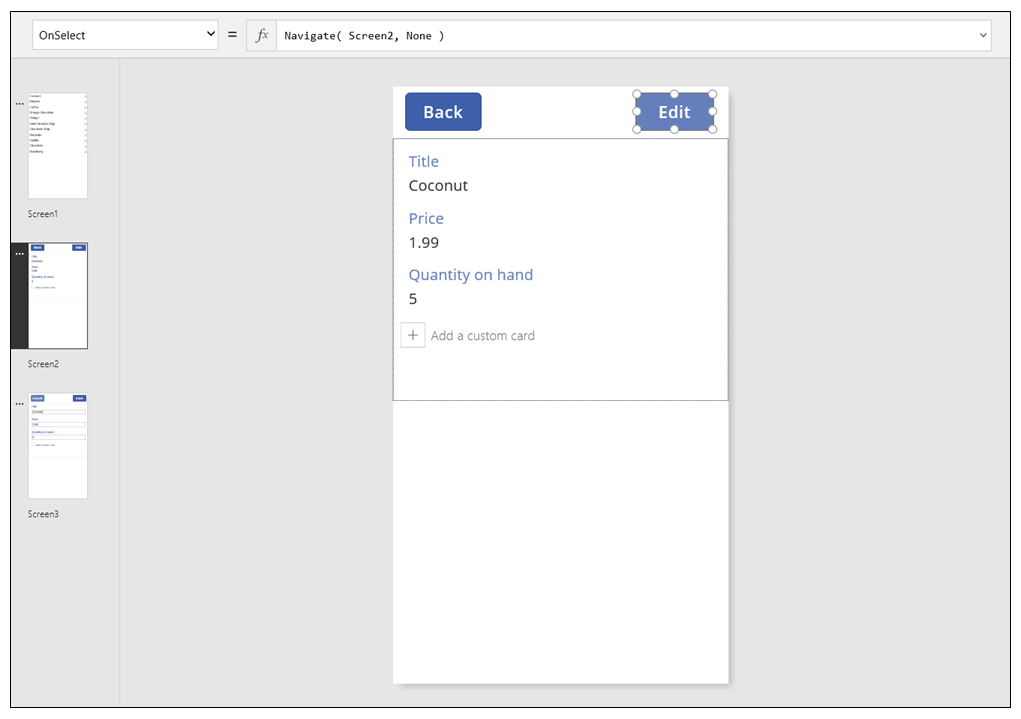 OnSelect = fx Navigate( Screen2, None )
Screen1
Screen2
Screen3
Back Edit
Title
Coconut
Price
1.99
Quantity on hand
5
+ Add a custom card